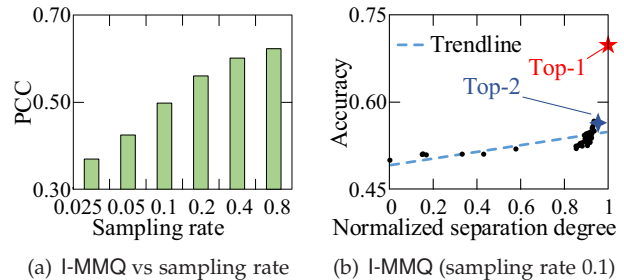 0.70
0.50
0.30
PCC
0.025 0.05 0.1 0.2 0.4 0.8
Sampling rate
(a) I-MMQ vs sampling rate
0.75
0.60
0.45
Accuracy
Trendline
Top-1
Top-2
0 0.2 0.4 0.6 0.8 1
Normalized separation degree
(b) I-MMQ (sampling rate 0.1)